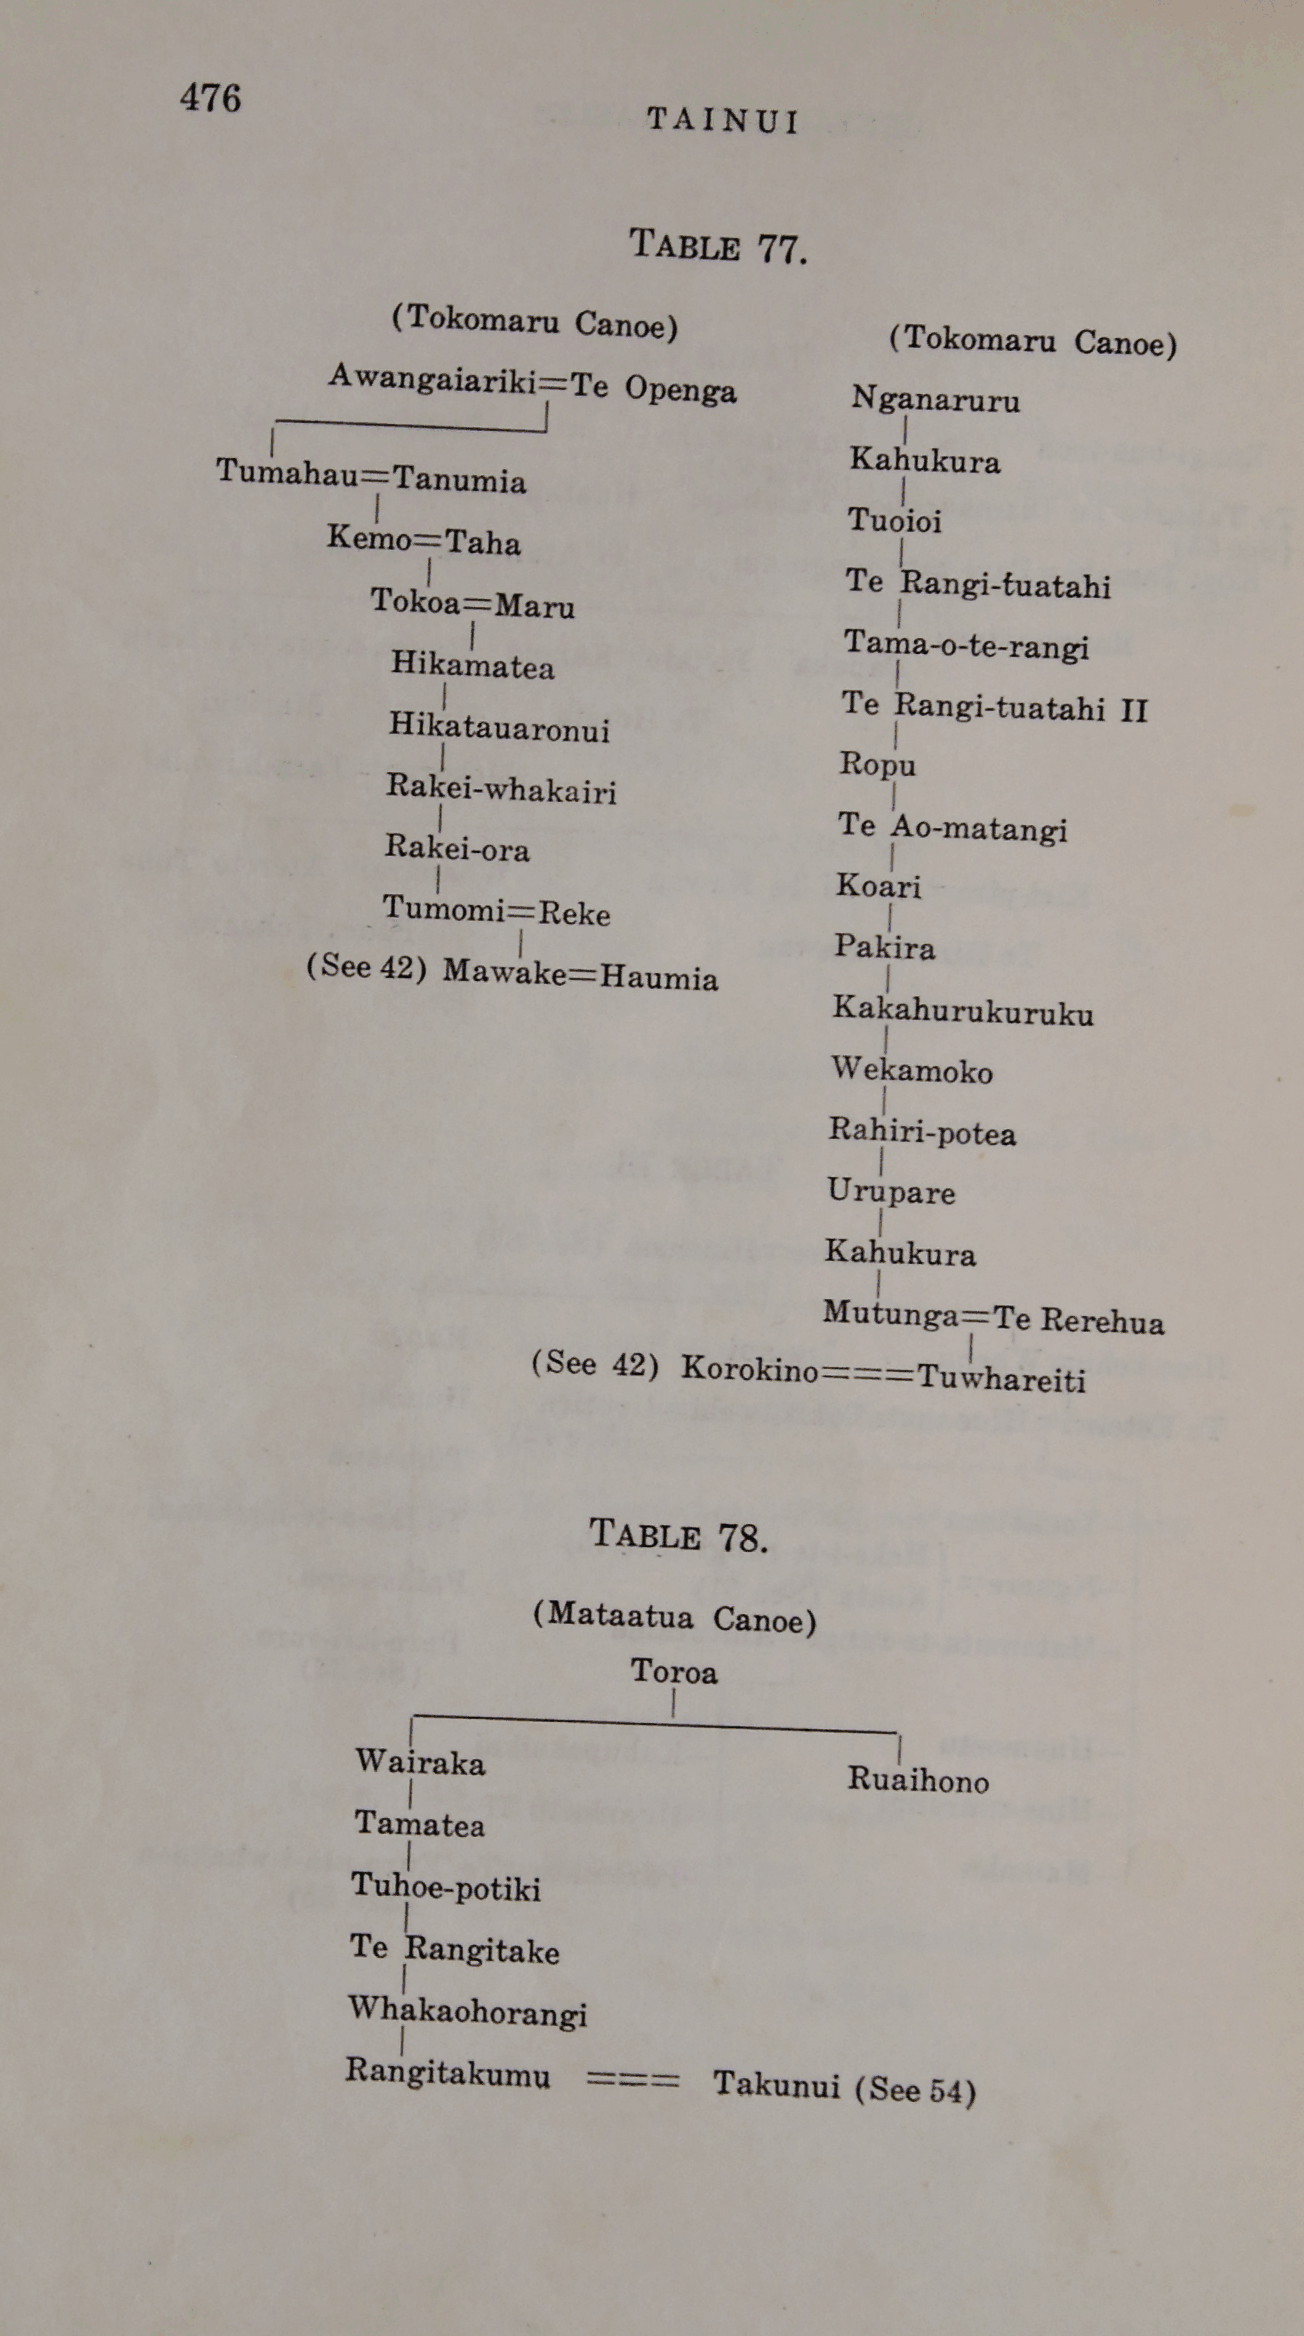 476
TAINUI
TABLE 77.
(Tokomaru Canoe)
Awangaiariki=Te Openga
Tumahau=Tanumia
Kemo=Taha
Tokoa=Maru
Hikamatea
Hikatauaronui
Rakei-whakairi
Rakei-ora
Tumomi=Reke
(See 42) Mawake=Haumia
(Tokomaru Canoe)
Nganaruru
Kahukura
Tuoioi
Te Rangi-tuatahi
Tama-o-te-rangi
Te Rangi-tuatahi II
Ropu
Te Ao-matangi
Koari
Pakira
Kakahurukuruku
Wekamoko
Rahiri-potea
Urupare
Kahukura
Mutunga=Te Rerehua
(See 42) Korokino===Tuwhareiti
TABLE 78.
(Mataatua Canoe)
Toroa
Wairaka
Ruaihono
Tamatea
Tuhoe-potiki
Te Rangitake
Whakaohorangi
Rangitakumu === Takunui (See 54)